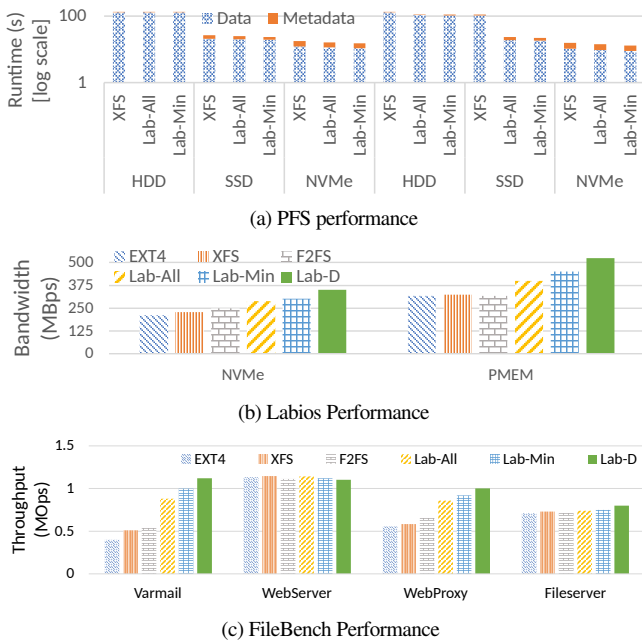 Data Metadata
Runtime (s)
[log scale]
100
1
XFS Lab-All Lab-Min XFS Lab-All Lab-Min XFS Lab-All Lab-Min XFS Lab-All Lab-Min XFS Lab-All Lab-Min XFS Lab-All Lab-Min
HDD SSD NVMe HDD SSD NVMe
(a) PFS performance
EXT4 XFS F2FS
Lab-All Lab-Min Lab-D
Bandwidth
(MBps)
500
375
250
125
0
NVMe PMEM
(b) Labios Performance
Throughput
(MOps)
1.5
EXT4 XFS F2FS Lab-All Lab-Min Lab-D
1
0.5
0
Varmail WebServer WebProxy Fileserver
(c) FileBench Performance